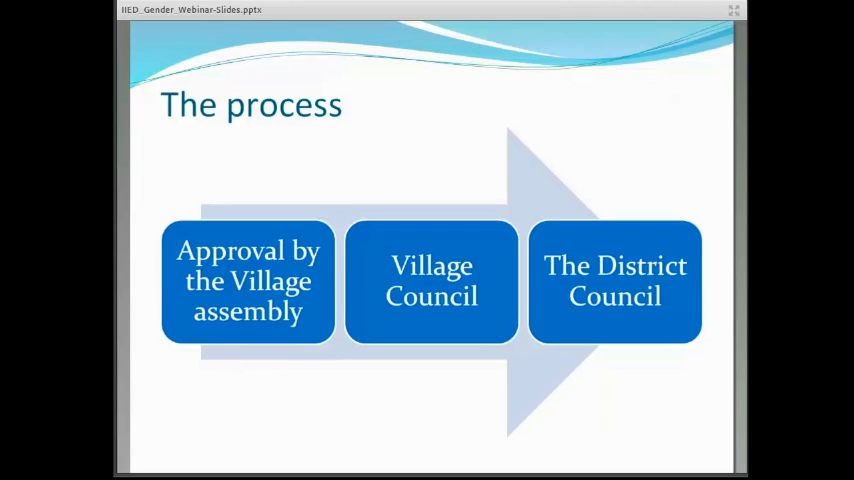 IIED_Gender_Webinar-Slides.pptx
The process
Approval by
the Village
assembly
Village
Council
The District
Council